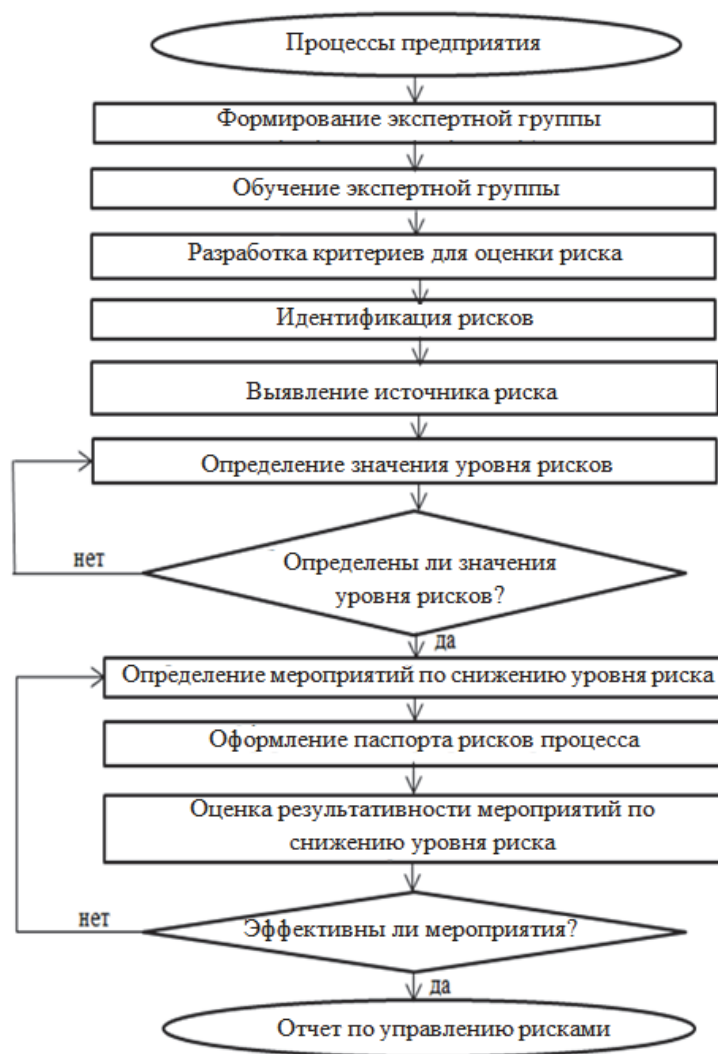 Процессы предприятия
Формирование экспертной группы
Обучение экспертной группы
Разработка критериев для оценки риска
Идентификация рисков
Выявление источника риска
Определение значения уровня рисков
нет
Определены ли значения
уровня рисков?
да
Определение мероприятий по снижению уровня риска
Оформление паспорта рисков процесса
Оценка результативности мероприятий по
снижению уровня риска
нет
Эффективны ли мероприятия?
да
Отчет по управлению рисками